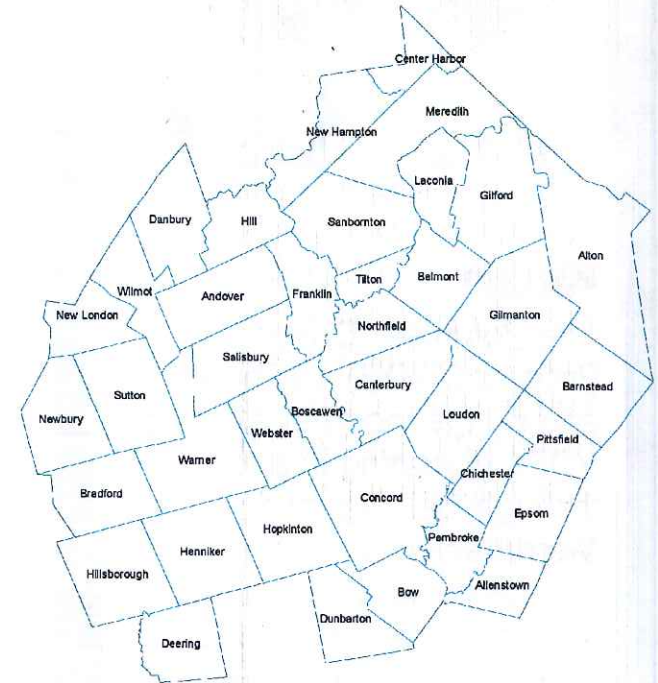 Center Harbor
Meredith
New Hampton
Laconia
Gilford
Danbury
Hill
Sanbornton
Alton
Wilmot
Andover
Franklin
Tilton
Belmont
New London
Northfield
Gilmanton
Salisbury
Sutton
Canterbury
Barnstead
Newbury
Boscawen
Loudon
Webster
Pittsfield
Warner
Chichester
Bradford
Concord
Epsom
Hopkinton
Pembroke
Henniker
Hillsborough
Allenstown
Bow
Dunbarton
Deering